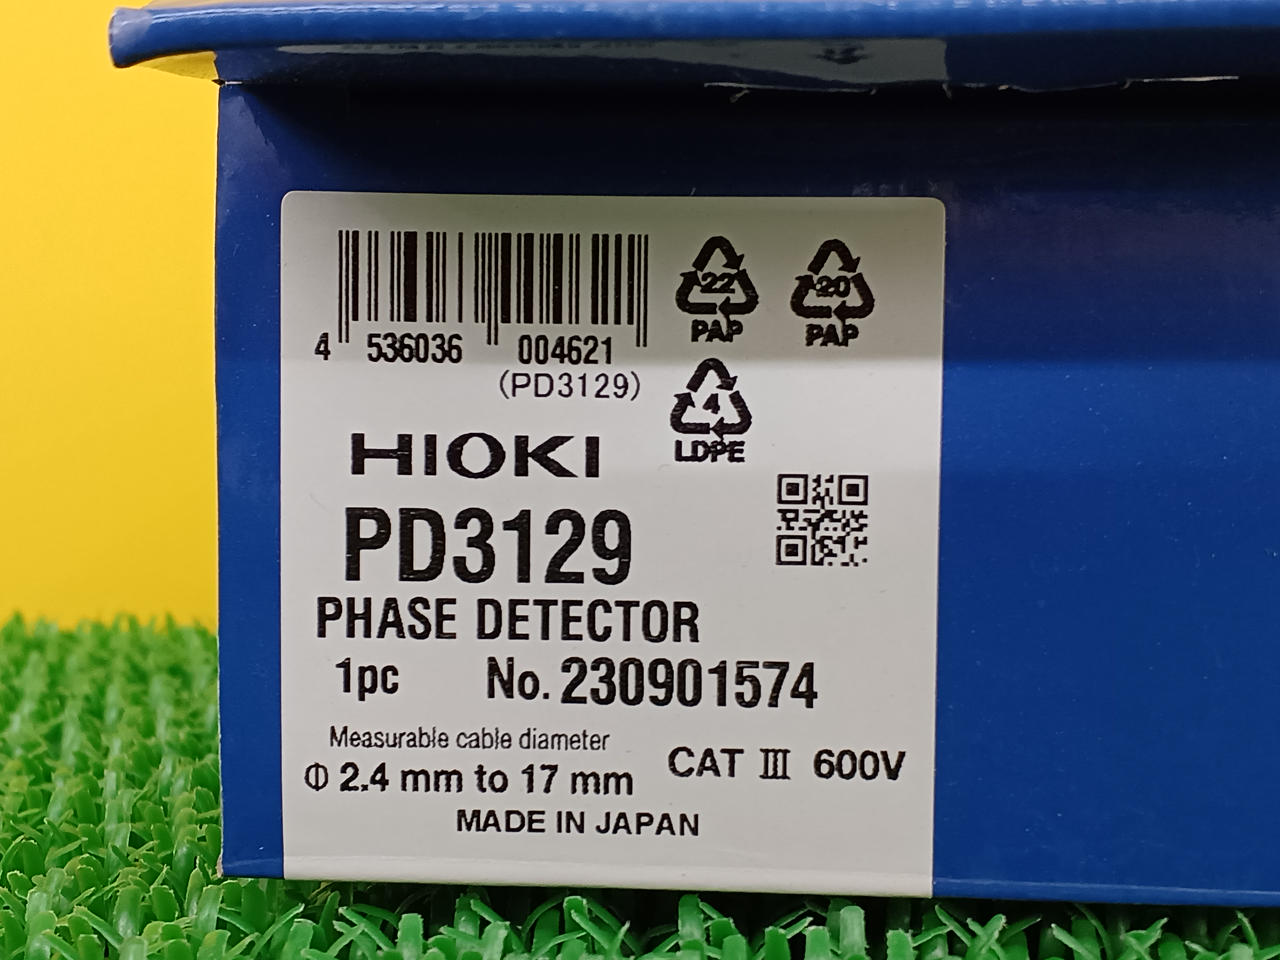 22
PAP
20
PAP
4 536036 004621
(PD3129)
4
LDPE
HIOKI
PD3129
PHASE DETECTOR
1pc No. 230901574
Measurable cable diameter
Φ 2.4 mm to 17 mm
CAT Ⅲ 600V
MADE IN JAPAN